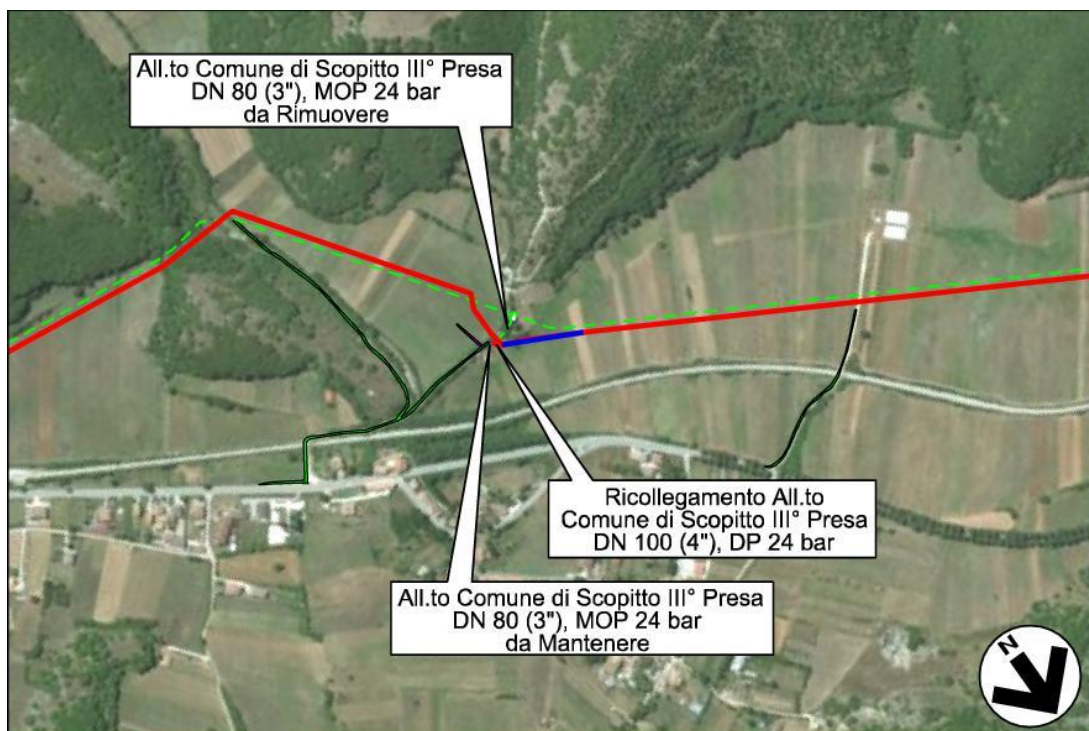 All.to Comune di Scopitto III° Presa
DN 80 (3"), MOP 24 bar
da Rimuovere
Ricollegamento All.to
Comune di Scopitto III° Presa
DN 100 (4"), DP 24 bar
All.to Comune di Scopitto III° Presa
DN 80 (3"), MOP 24 bar
da Mantenere
N